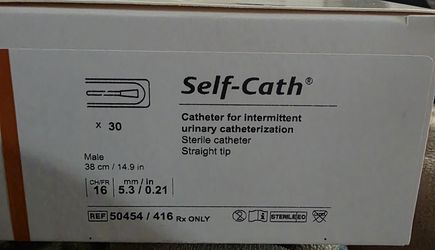 Self-Cath®
x 30
Catheter for intermittent
urinary catheterization
Sterile catheter
Straight tip
Male
38 cm / 14.9 in
CH/FR mm / in
16 5.3 / 0.21
REF 50454 / 416 Rx ONLY
STERILE EO